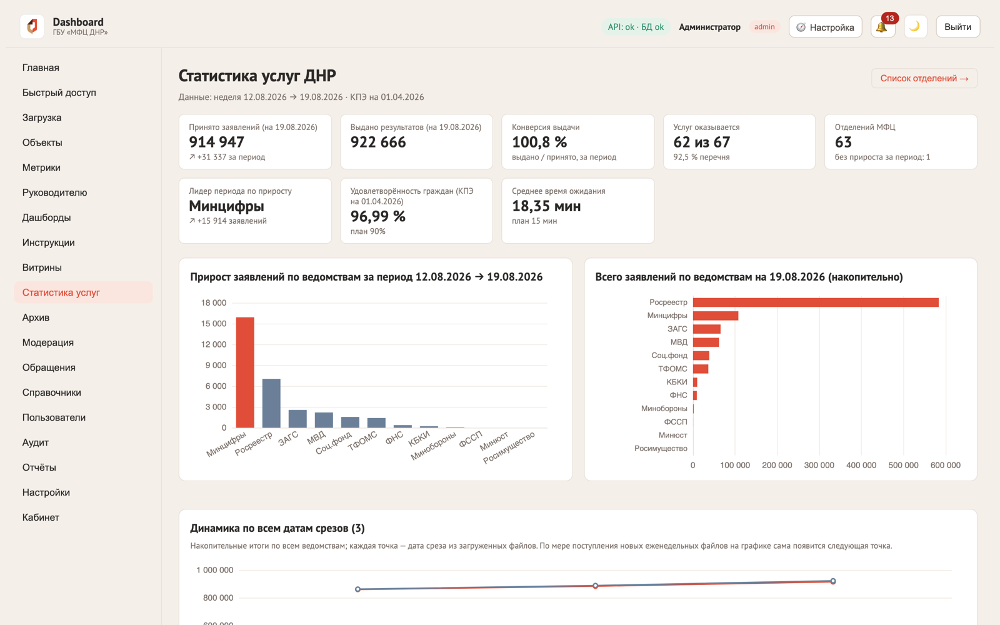 Dashboard
ГБУ «МФЦ ДНР»
API: ok · БД ok
Администратор
admin
Настройка
13
Выйти
Главная
Быстрый доступ
Загрузка
Объекты
Метрики
Руководителю
Дашборды
Инструкции
Витрины
Статистика услуг
Архив
Модерация
Обращения
Справочники
Пользователи
Аудит
Отчёты
Настройки
Кабинет
Статистика услуг ДНР
Данные: неделя 12.08.2026 → 19.08.2026 · КПЭ на 01.04.2026
Список отделений →
Принято заявлений (на 19.08.2026)
914 947
↗ +31 337 за период
Выдано результатов (на 19.08.2026)
922 666
Конверсия выдачи
100,8 %
выдано / принято, за период
Услуг оказывается
62 из 67
92,5 % перечня
Отделений МФЦ
63
без прироста за период: 1
Лидер периода по приросту
Минцифры
↗ +15 914 заявлений
Удовлетворённость граждан (КПЭ
на 01.04.2026)
96,99 %
план 90%
Среднее время ожидания
18,35 мин
план 15 мин
Прирост заявлений по ведомствам за период 12.08.2026 → 19.08.2026
18 000
15 000
12 000
9 000
6 000
3 000
0
Минцифры
Росреестр
ЗАГС
МВД
Соц.фонд
ТФОМС
ФНС
КБКИ
Минобороны
ФССП
Минюст
Росимущество
Всего заявлений по ведомствам на 19.08.2026 (накопительно)
Росреестр
Минцифры
ЗАГС
МВД
Соц.фонд
ТФОМС
КБКИ
ФНС
Минобороны
ФССП
Минюст
Росимущество
0
100 000
200 000
300 000
400 000
500 000
600 000
Динамика по всем датам срезов (3)
Накопительные итоги по всем ведомствам; каждая точка — дата среза из загруженных файлов. По мере поступления новых еженедельных файлов на графике сама появится следующая точка.
1 000 000
800 000
600 000